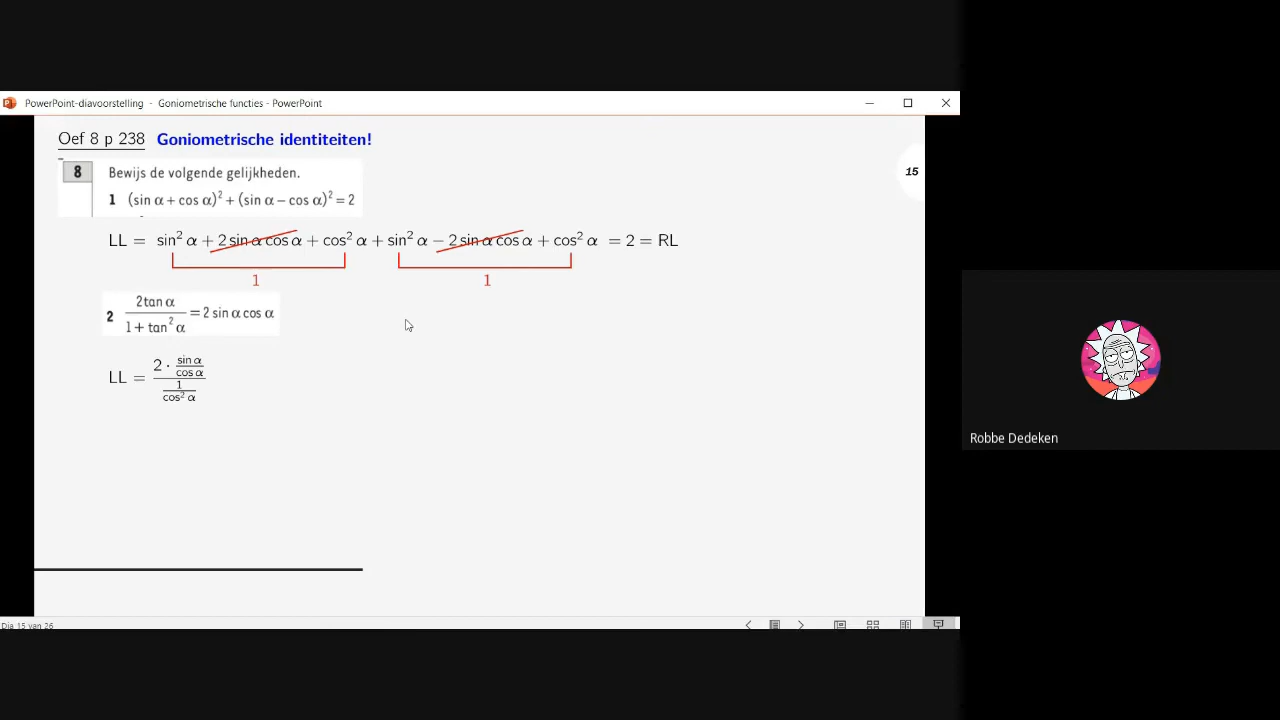 PowerPoint-diavoorstelling - Goniometrische functies - PowerPoint
Oef 8 p 238 Goniometrische identiteiten!
15
8 Bewijs de volgende gelijkheden.
1 (sin α + cos α)² + (sin α − cos α)² = 2
LL = sin² α + 2 sin α cos α + cos² α + sin² α − 2 sin α cos α + cos² α = 2 = RL
1 1
2 2 tan α / 1 + tan² α = 2 sin α cos α
LL = 2 · sin α / cos α / 1 / cos² α
Robbe Dedeken
Dia 15 van 26